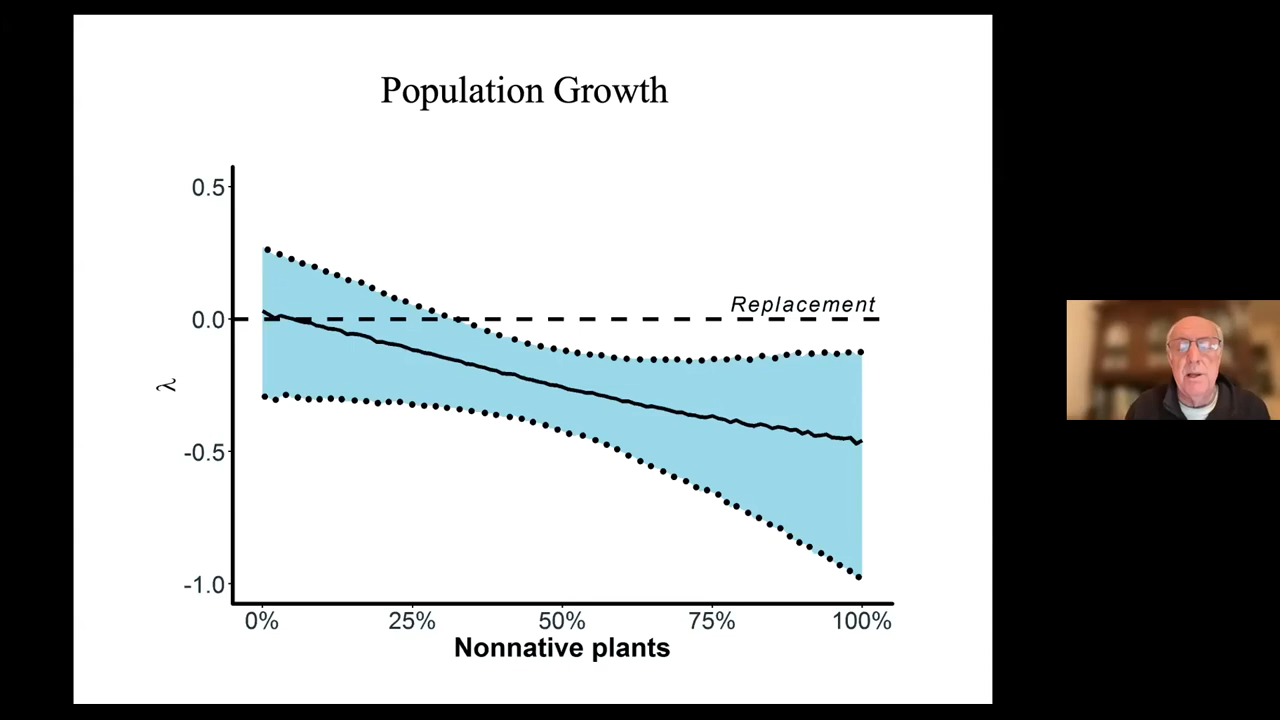 Population Growth
0.5
Replacement
0.0
λ
-0.5
-1.0
0% 25% 50% 75% 100%
Nonnative plants